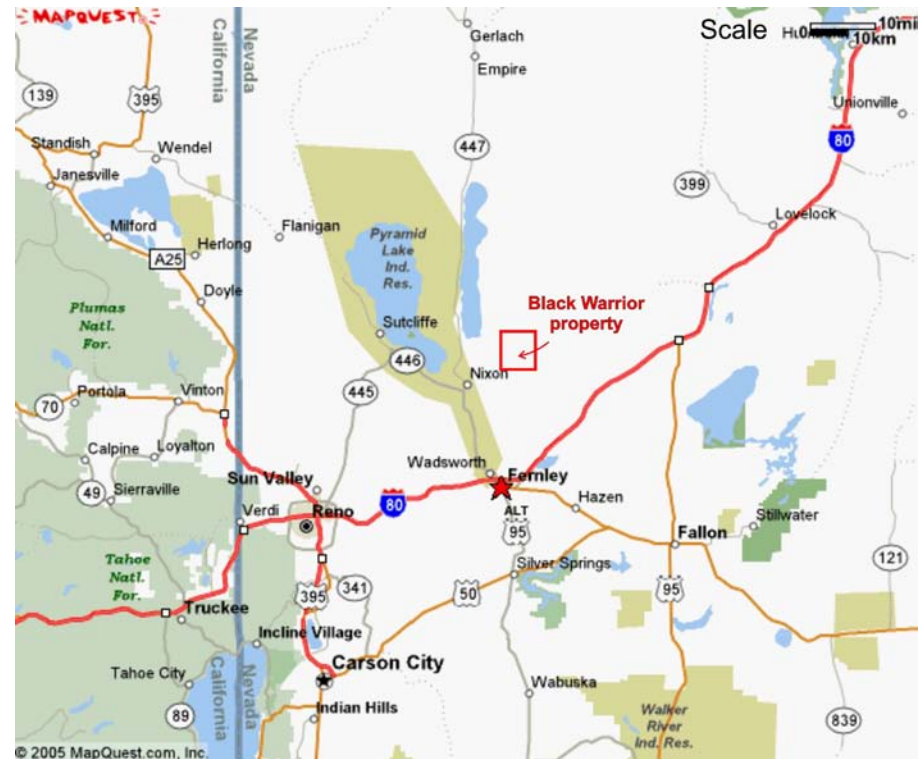 MAPQUEST
Nevada
California
Scale
10mi
10km
Gerlach
Empire
Unionville
139
395
447
80
Standish
Wendel
Janesville
399
Lovelock
Milford
Herlong
Flanigan
A25
Pyramid
Lake
Ind.
Res.
Doyle
Black Warrior
property
Plumas
Natl.
For.
Sutcliffe
446
Nixon
445
70
Portola
Vinton
Calpine
Loyalton
49
Sierraville
Sun Valley
Wadsworth
Fernley
Verdi
Reno
80
Hazen
ALT
95
Fallon
Stillwater
121
Tahoe
Natl.
For.
Silver Springs
341
395
50
95
Truckee
Incline Village
Tahoe City
California
Nevada
Carson City
Wabuska
89
Indian Hills
Walker
River
Ind. Res.
839
© 2005 MapQuest.com, Inc.